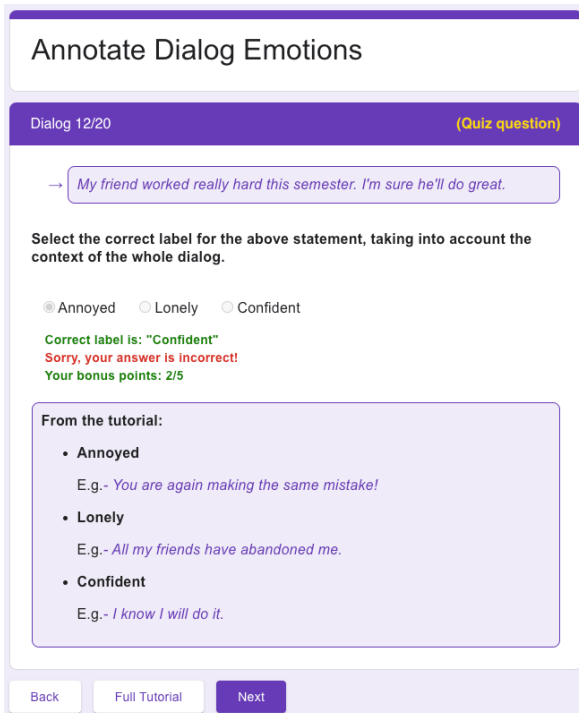 Annotate Dialog Emotions
Dialog 12/20
(Quiz question)
→ My friend worked really hard this semester. I'm sure he'll do great.
Select the correct label for the above statement, taking into account the
context of the whole dialog.
Annoyed Lonely Confident
Correct label is: "Confident"
Sorry, your answer is incorrect!
Your bonus points: 2/5
From the tutorial:
• Annoyed
E.g.- You are again making the same mistake!
• Lonely
E.g.- All my friends have abandoned me.
• Confident
E.g.- I know I will do it.
Back
Full Tutorial
Next